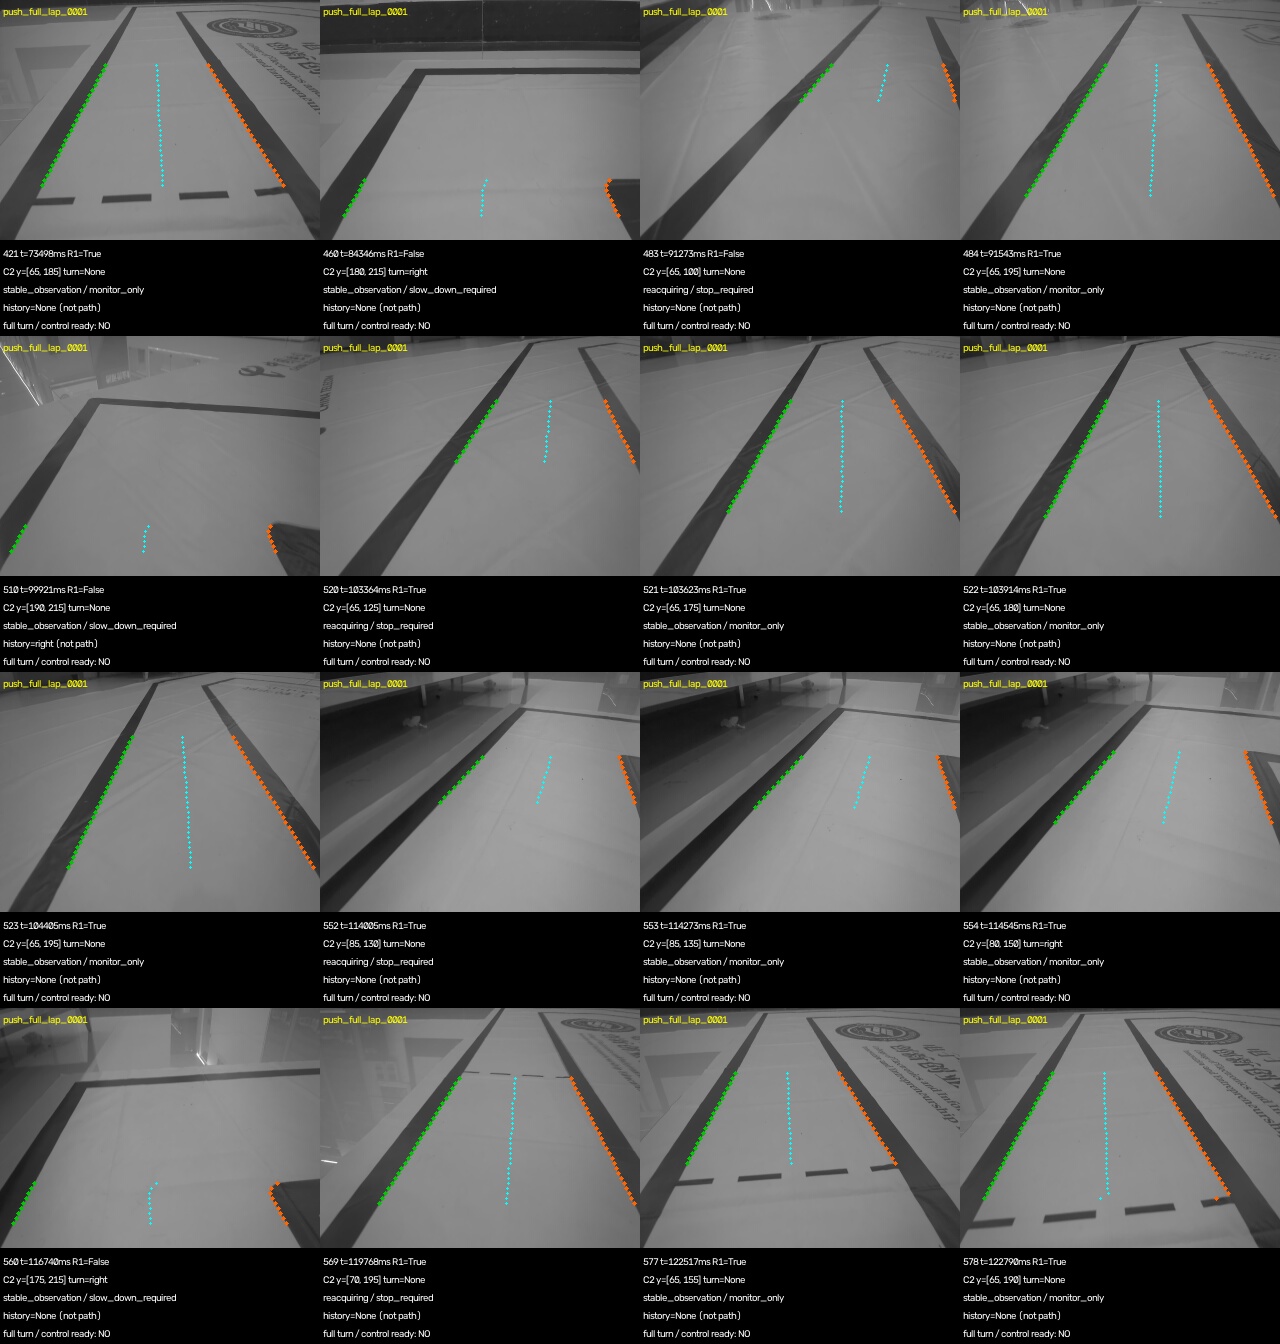 push_full_lap_0001
421 t=73498ms R1=True
C2 y=[65, 185] turn=None
stable_observation / monitor_only
history=None (not path)
full turn / control ready: NO
push_full_lap_0001
460 t=84346ms R1=False
C2 y=[180, 215] turn=right
stable_observation / slow_down_required
history=None (not path)
full turn / control ready: NO
push_full_lap_0001
483 t=91273ms R1=False
C2 y=[65, 100] turn=None
reacquiring / stop_required
history=None (not path)
full turn / control ready: NO
push_full_lap_0001
484 t=91543ms R1=True
C2 y=[65, 195] turn=None
stable_observation / monitor_only
history=None (not path)
full turn / control ready: NO
push_full_lap_0001
510 t=99921ms R1=False
C2 y=[190, 215] turn=None
stable_observation / slow_down_required
history=right (not path)
full turn / control ready: NO
push_full_lap_0001
520 t=103364ms R1=True
C2 y=[65, 125] turn=None
reacquiring / stop_required
history=None (not path)
full turn / control ready: NO
push_full_lap_0001
521 t=103623ms R1=True
C2 y=[65, 175] turn=None
stable_observation / monitor_only
history=None (not path)
full turn / control ready: NO
push_full_lap_0001
522 t=103914ms R1=True
C2 y=[65, 180] turn=None
stable_observation / monitor_only
history=None (not path)
full turn / control ready: NO
push_full_lap_0001
523 t=104405ms R1=True
C2 y=[65, 195] turn=None
stable_observation / monitor_only
history=None (not path)
full turn / control ready: NO
push_full_lap_0001
552 t=114005ms R1=True
C2 y=[85, 130] turn=None
reacquiring / stop_required
history=None (not path)
full turn / control ready: NO
push_full_lap_0001
553 t=114273ms R1=True
C2 y=[85, 135] turn=None
stable_observation / monitor_only
history=None (not path)
full turn / control ready: NO
push_full_lap_0001
554 t=114545ms R1=True
C2 y=[80, 150] turn=right
stable_observation / monitor_only
history=None (not path)
full turn / control ready: NO
push_full_lap_0001
560 t=116740ms R1=False
C2 y=[175, 215] turn=right
stable_observation / slow_down_required
history=None (not path)
full turn / control ready: NO
push_full_lap_0001
569 t=119768ms R1=True
C2 y=[70, 195] turn=None
reacquiring / stop_required
history=None (not path)
full turn / control ready: NO
push_full_lap_0001
577 t=122517ms R1=True
C2 y=[65, 155] turn=None
stable_observation / monitor_only
history=None (not path)
full turn / control ready: NO
push_full_lap_0001
578 t=122790ms R1=True
C2 y=[65, 190] turn=None
stable_observation / monitor_only
history=None (not path)
full turn / control ready: NO